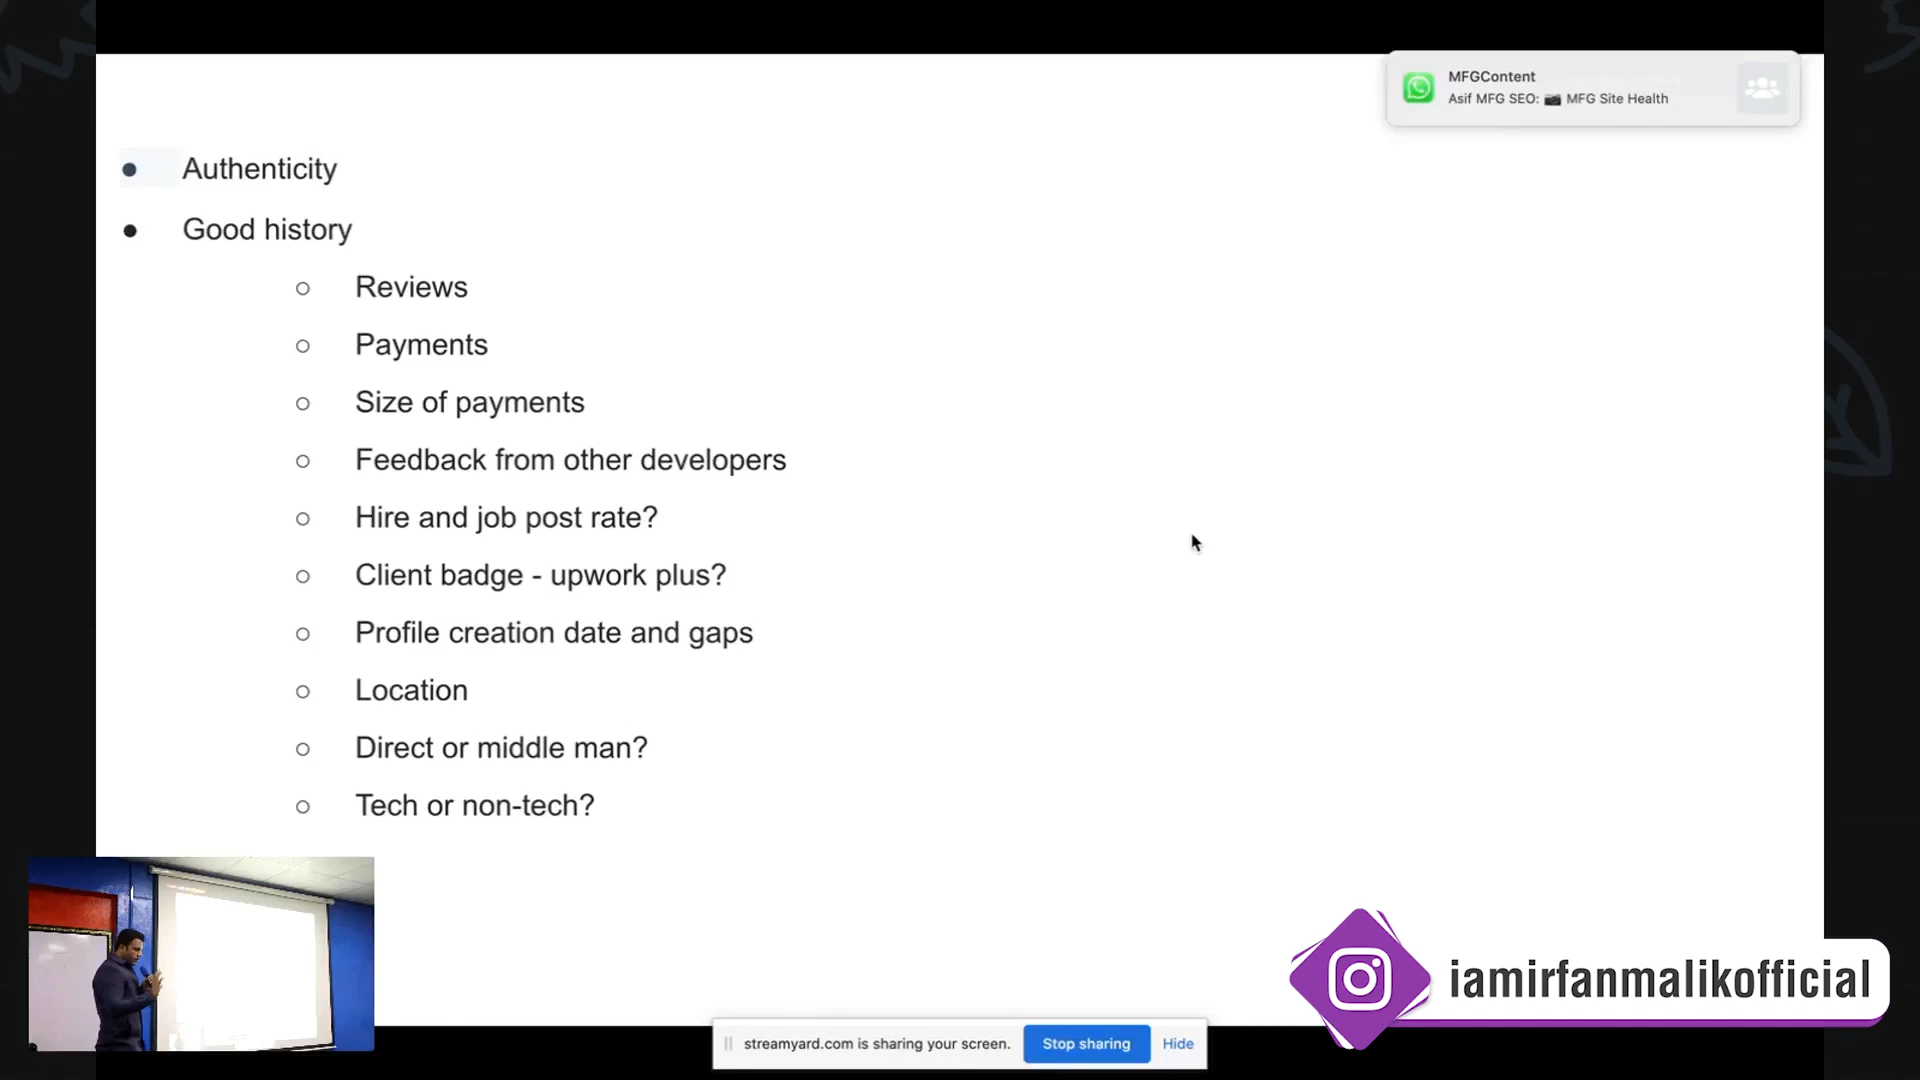 MFGContent
Asif MFG SEO: 📷 MFG Site Health
● Authenticity
● Good history
○ Reviews
○ Payments
○ Size of payments
○ Feedback from other developers
○ Hire and job post rate?
○ Client badge - upwork plus?
○ Profile creation date and gaps
○ Location
○ Direct or middle man?
○ Tech or non-tech?
iamirfanmalikofficial
streamyard.com is sharing your screen. Stop sharing Hide